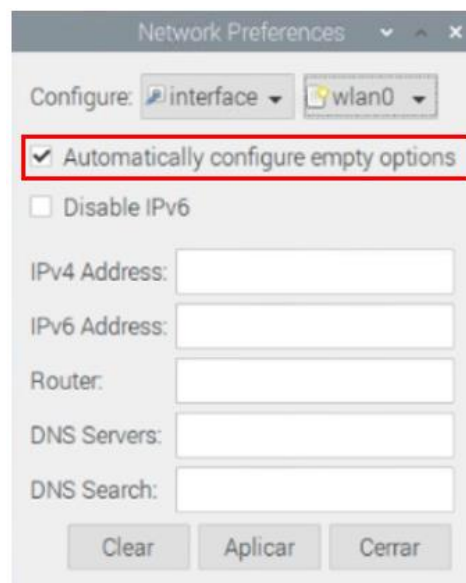 Network Preferences
Configure: interface wlan0
Automatically configure empty options
Disable IPv6
IPv4 Address:
IPv6 Address:
Router:
DNS Servers:
DNS Search:
Clear Aplicar Cerrar